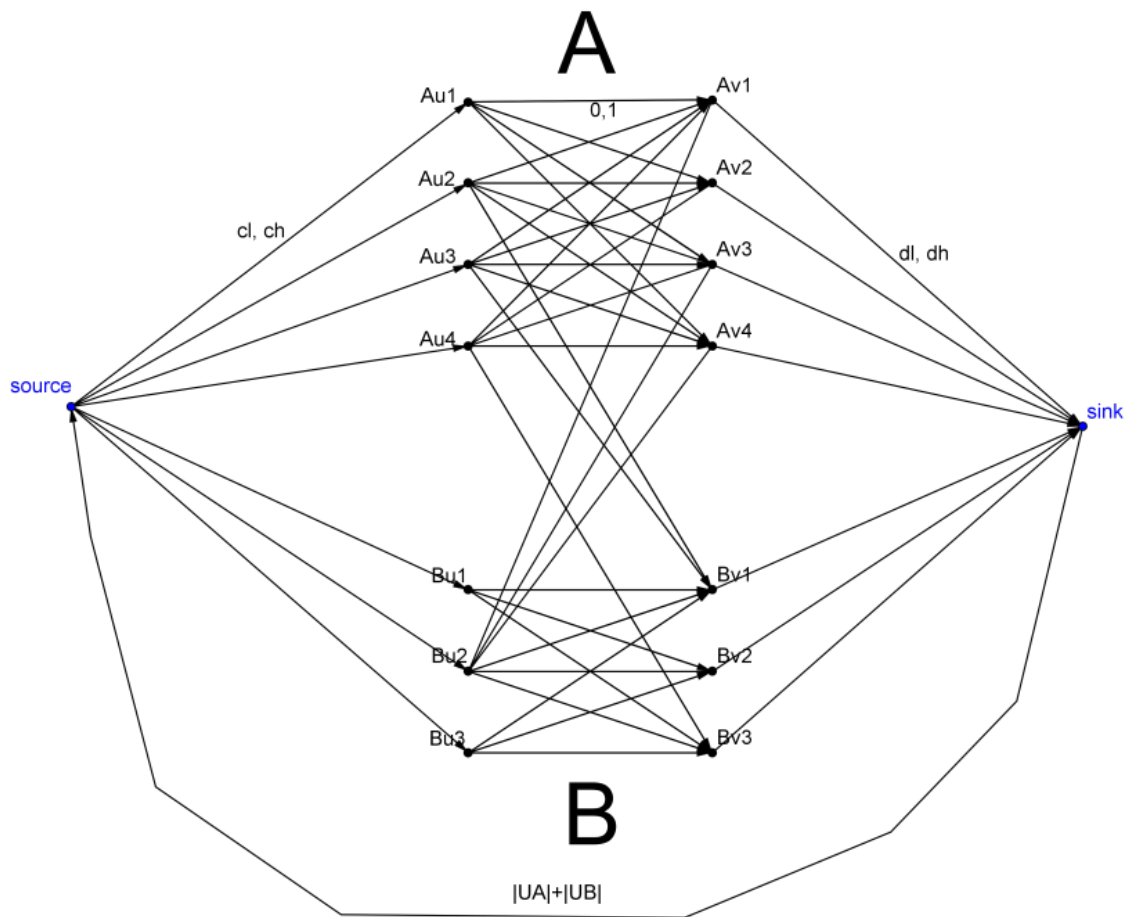 A
Au1
Av1
0,1
Au2
Av2
cl, ch
Au3
Av3
dl, dh
Au4
Av4
source
sink
Bu1
Bv1
Bu2
Bv2
Bu3
Bv3
B
|UA|+|UB|